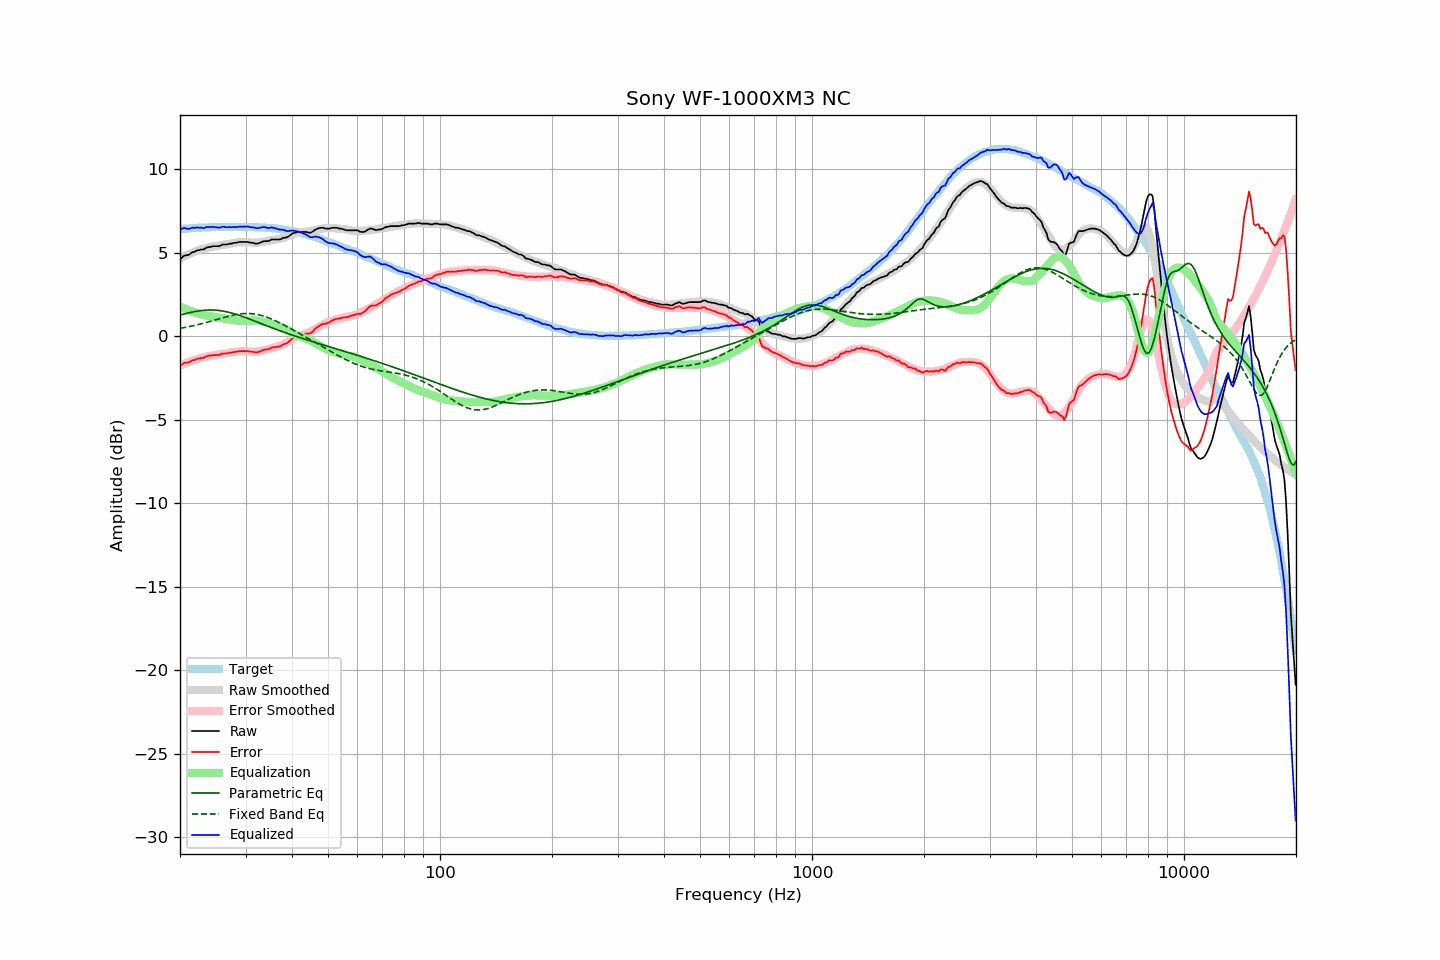 Sony WF-1000XM3 NC
10
5
0
−5
−10
−15
−20
−25
−30
Amplitude (dBr)
Target
Raw Smoothed
Error Smoothed
Raw
Error
Equalization
Parametric Eq
Fixed Band Eq
Equalized
100
1000
10000
Frequency (Hz)